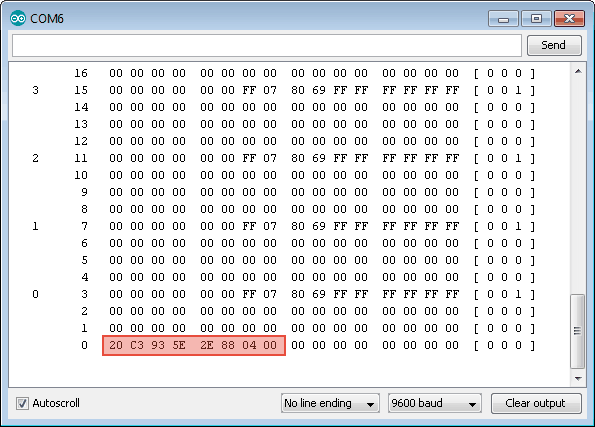 COM6
Send
16 00 00 00 00 00 00 00 00 00 00 00 00 00 00 00 00 [ 0 0 0 ]
3 15 00 00 00 00 00 00 FF 07 80 69 FF FF FF FF FF FF [ 0 0 1 ]
14 00 00 00 00 00 00 00 00 00 00 00 00 00 00 00 00 [ 0 0 0 ]
13 00 00 00 00 00 00 00 00 00 00 00 00 00 00 00 00 [ 0 0 0 ]
12 00 00 00 00 00 00 00 00 00 00 00 00 00 00 00 00 [ 0 0 0 ]
2 11 00 00 00 00 00 00 FF 07 80 69 FF FF FF FF FF FF [ 0 0 1 ]
10 00 00 00 00 00 00 00 00 00 00 00 00 00 00 00 00 [ 0 0 0 ]
9 00 00 00 00 00 00 00 00 00 00 00 00 00 00 00 00 [ 0 0 0 ]
8 00 00 00 00 00 00 00 00 00 00 00 00 00 00 00 00 [ 0 0 0 ]
1 7 00 00 00 00 00 00 FF 07 80 69 FF FF FF FF FF FF [ 0 0 1 ]
6 00 00 00 00 00 00 00 00 00 00 00 00 00 00 00 00 [ 0 0 0 ]
5 00 00 00 00 00 00 00 00 00 00 00 00 00 00 00 00 [ 0 0 0 ]
4 00 00 00 00 00 00 00 00 00 00 00 00 00 00 00 00 [ 0 0 0 ]
0 3 00 00 00 00 00 00 FF 07 80 69 FF FF FF FF FF FF [ 0 0 1 ]
2 00 00 00 00 00 00 00 00 00 00 00 00 00 00 00 00 [ 0 0 0 ]
1 00 00 00 00 00 00 00 00 00 00 00 00 00 00 00 00 [ 0 0 0 ]
0 20 C3 93 5E 2E 88 04 00 00 00 00 00 00 00 00 00 [ 0 0 0 ]
Autoscroll No line ending 9600 baud Clear output